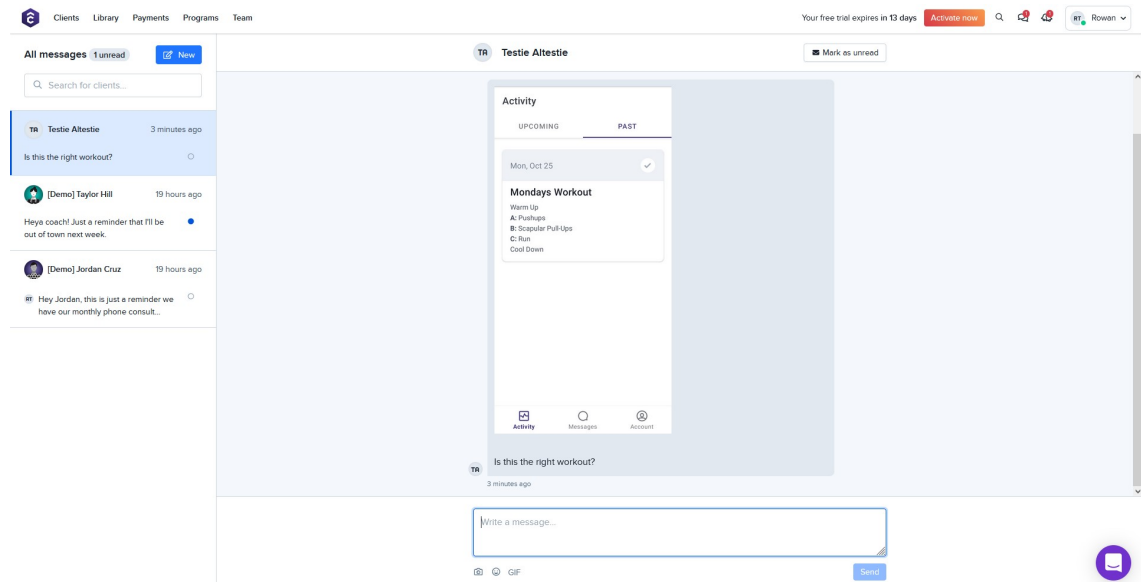 Clients Library Payments Programs Team
Your free trial expires in 13 days Activate now RT Rowan
All messages 1 unread New
Search for clients...
TA Testie Altestie 3 minutes ago
Is this the right workout?
[Demo] Taylor Hill 19 hours ago
Heya coach! Just a reminder that I'll be
out of town next week.
[Demo] Jordan Cruz 19 hours ago
RT Hey Jordan, this is just a reminder we
have our monthly phone consult...
TA Testie Altestie Mark as unread
Activity
UPCOMING PAST
Mon, Oct 25
Mondays Workout
Warm Up
A: Pushups
B: Scapular Pull-Ups
C: Run
Cool Down
Activity Messages Account
TA Is this the right workout?
3 minutes ago
Write a message...
GIF Send